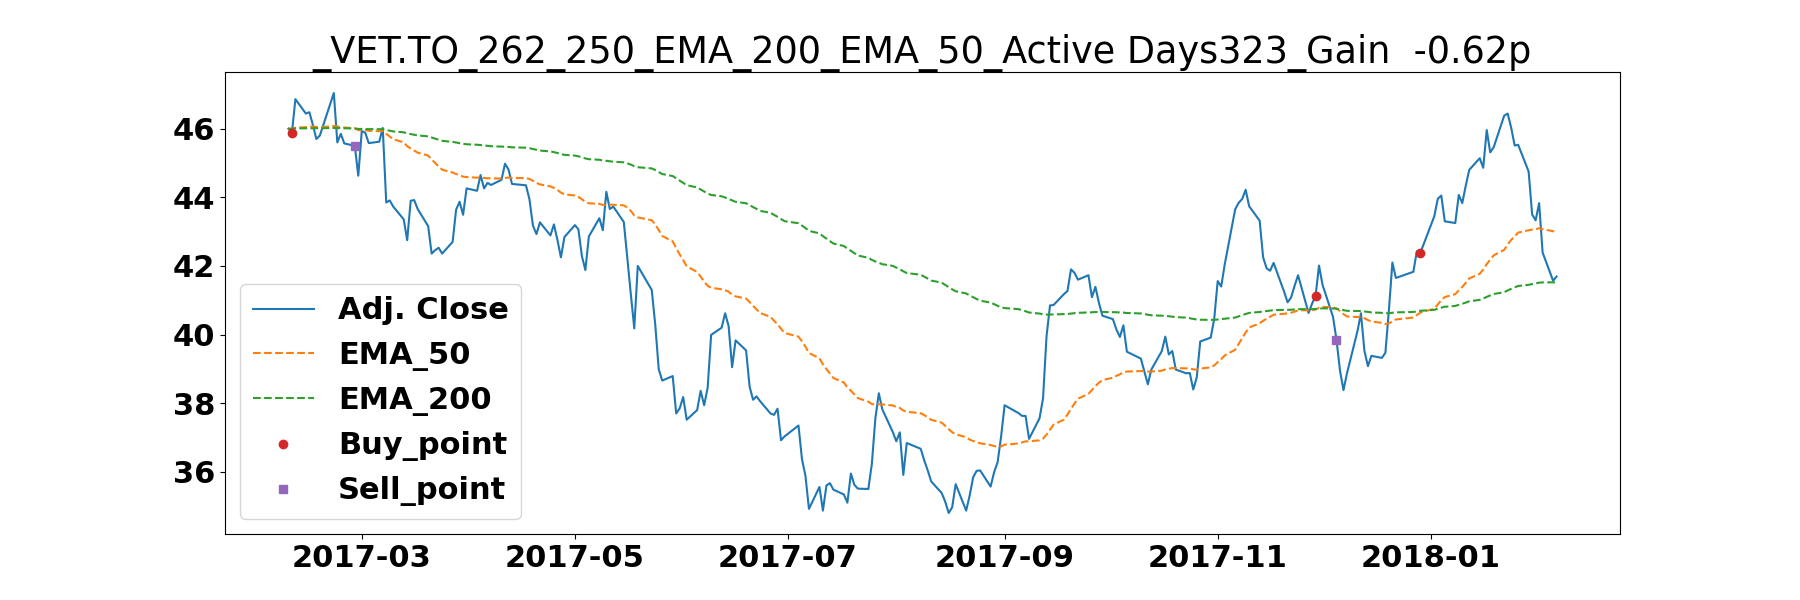 _VET.TO_262_250_EMA_200_EMA_50_Active Days323_Gain  -0.62p
46
44
42
40
38
36
Adj. Close
EMA_50
EMA_200
Buy_point
Sell_point
2017-03 2017-05 2017-07 2017-09 2017-11 2018-01